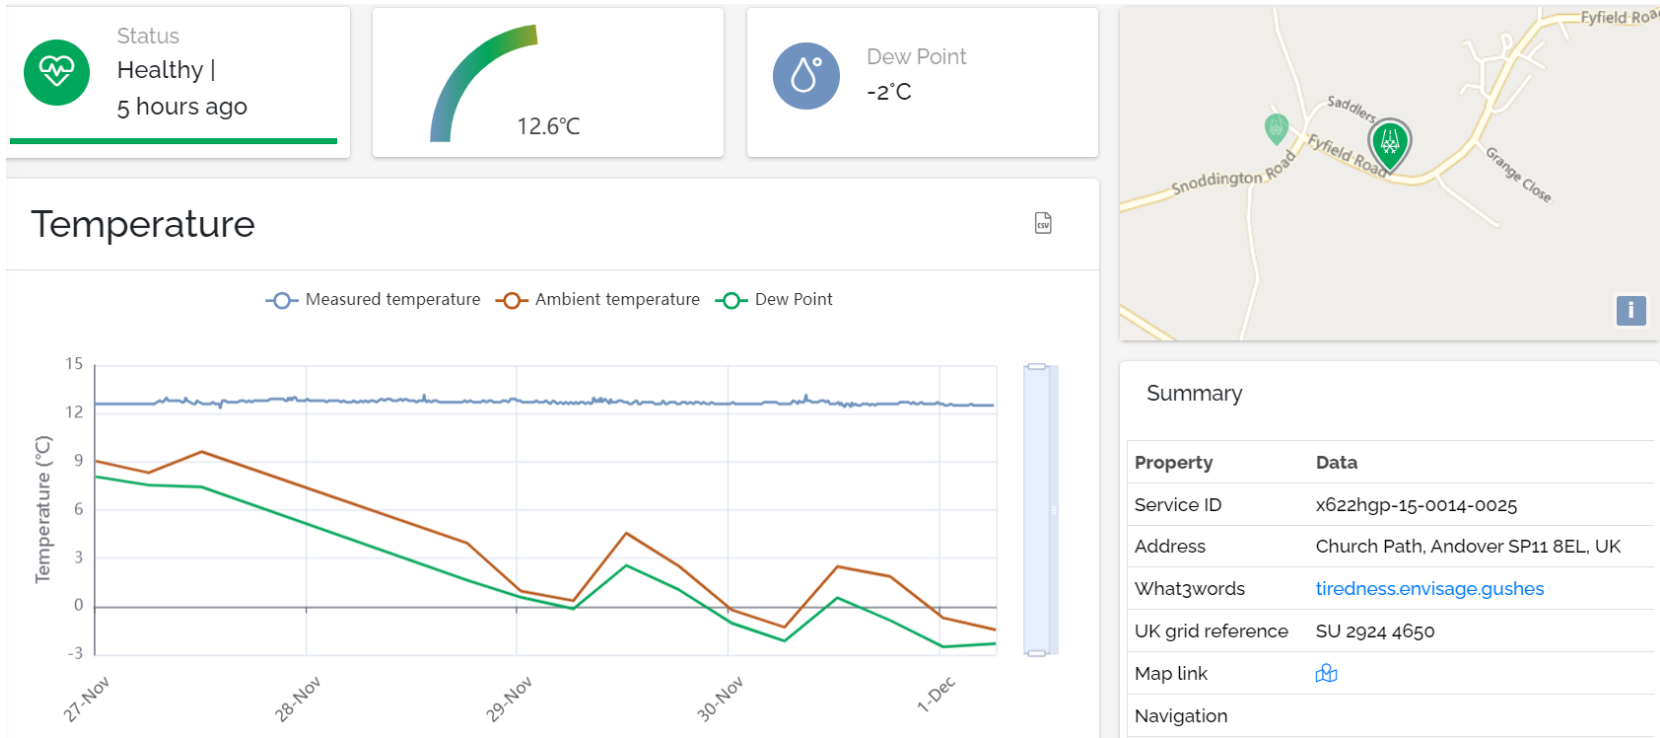 Status
Healthy |
5 hours ago
12.6°C
Dew Point
-2°C
Fyfield Roa
Saddlers
Fyfield Road
Snoddington Road
Grange Close
i
Temperature
CSV
Measured temperature Ambient temperature Dew Point
Temperature (°C)
15
12
9
6
3
0
-3
27-Nov 28-Nov 29-Nov 30-Nov 1-Dec
Summary
Property Data
Service ID x622hgp-15-0014-0025
Address Church Path, Andover SP11 8EL, UK
What3words tiredness.envisage.gushes
UK grid reference SU 2924 4650
Map link
Navigation